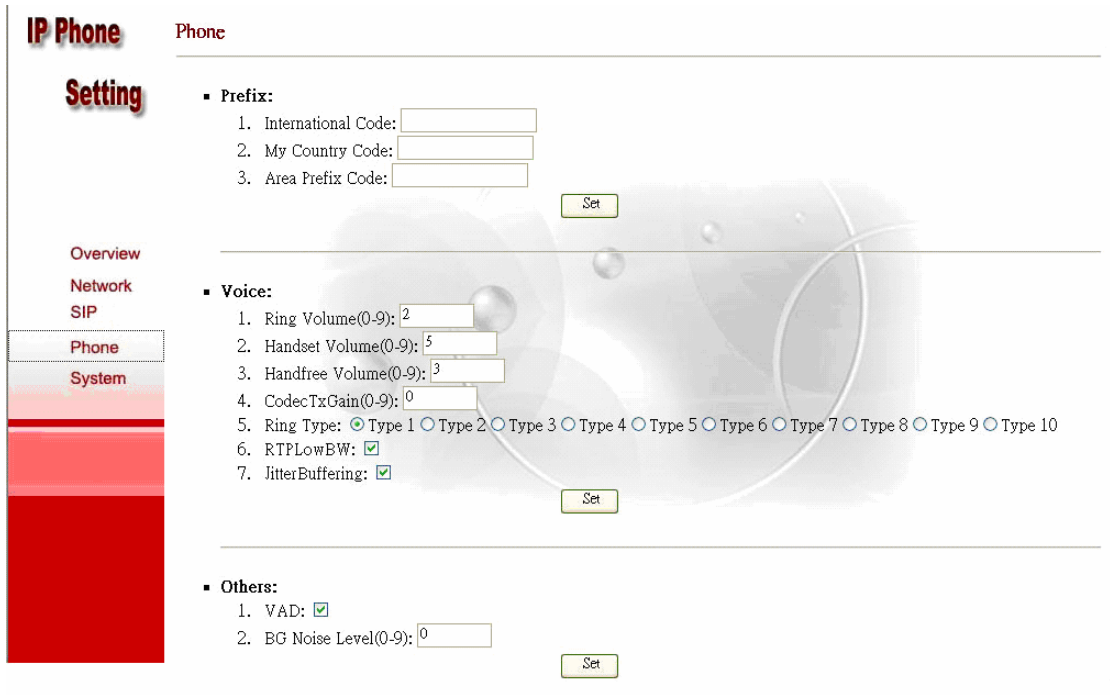 IP Phone
Setting
Overview
Network
SIP
Phone
System
Phone
▪ Prefix:
1. International Code:
2. My Country Code:
3. Area Prefix Code:
Set
▪ Voice:
1. Ring Volume(0-9): 2
2. Handset Volume(0-9): 5
3. Handfree Volume(0-9): 3
4. CodecTxGain(0-9): 0
5. Ring Type: Type 1 Type 2 Type 3 Type 4 Type 5 Type 6 Type 7 Type 8 Type 9 Type 10
6. RTPLowBW:
7. JitterBuffering:
Set
▪ Others:
1. VAD:
2. BG Noise Level(0-9): 0
Set